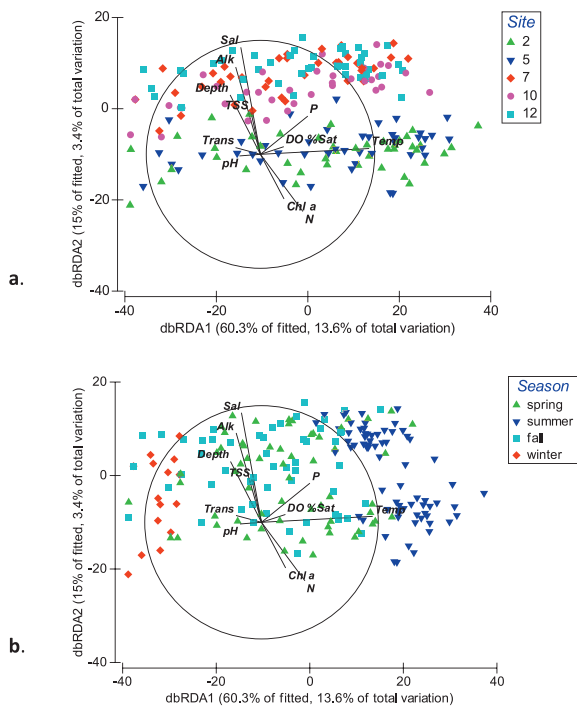 a.
dbRDA2 (15% of fitted, 3.4% of total variation)
20
0
-20
-40
Sal
Alk
Depth
TSS
P
Trans
DO %Sat
Temp
pH
Chl a
N
-40
-20
0
20
40
dbRDA1 (60.3% of fitted, 13.6% of total variation)
Site
2
5
7
10
12
b.
dbRDA2 (15% of fitted, 3.4% of total variation)
20
0
-20
-40
Sal
Alk
Depth
TSS
P
Trans
DO %Sat
Temp
pH
Chl a
N
-40
-20
0
20
40
dbRDA1 (60.3% of fitted, 13.6% of total variation)
Season
spring
summer
fall
winter